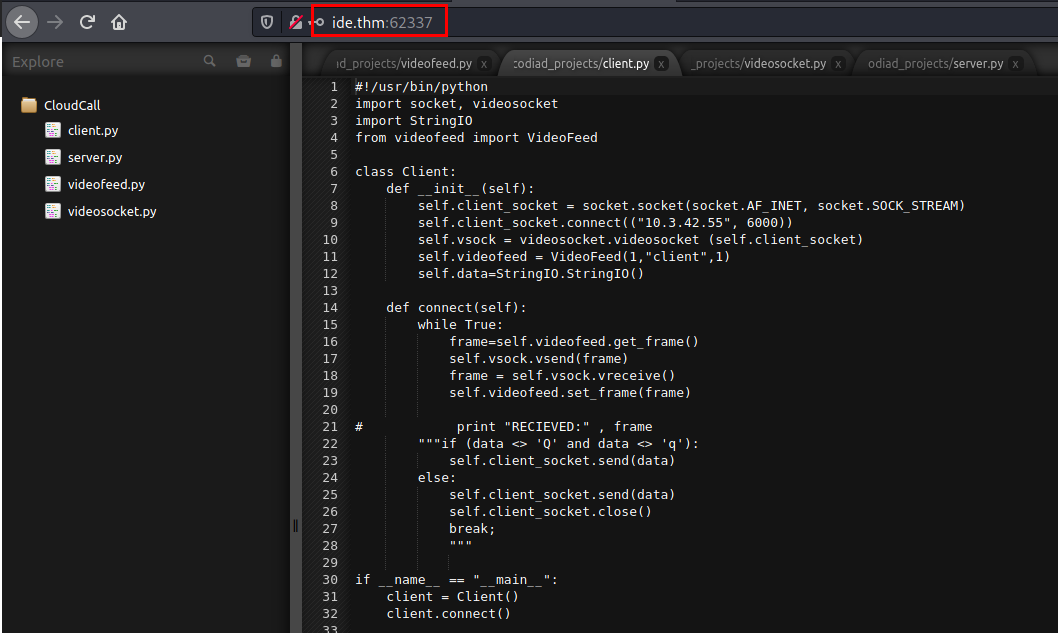 ide.thm:62337
Explore
CloudCall
client.py
server.py
videofeed.py
videosocket.py
ıd_projects/videofeed.py x
:odiad_projects/client.py x
_projects/videosocket.py x
odiad_projects/server.py x
1 #!/usr/bin/python
2 import socket, videosocket
3 import StringIO
4 from videofeed import VideoFeed
5
6 class Client:
7     def __init__(self):
8         self.client_socket = socket.socket(socket.AF_INET, socket.SOCK_STREAM)
9         self.client_socket.connect(("10.3.42.55", 6000))
10         self.vsock = videosocket.videosocket (self.client_socket)
11         self.videofeed = VideoFeed(1,"client",1)
12         self.data=StringIO.StringIO()
13
14     def connect(self):
15         while True:
16             frame=self.videofeed.get_frame()
17             self.vsock.vsend(frame)
18             frame = self.vsock.vreceive()
19             self.videofeed.set_frame(frame)
20
21 #            print "RECIEVED:" , frame
22         """if (data <> 'Q' and data <> 'q'):
23             self.client_socket.send(data)
24         else:
25             self.client_socket.send(data)
26             self.client_socket.close()
27             break;
28             """
29
30 if __name__ == "__main__":
31     client = Client()
32     client.connect()
33